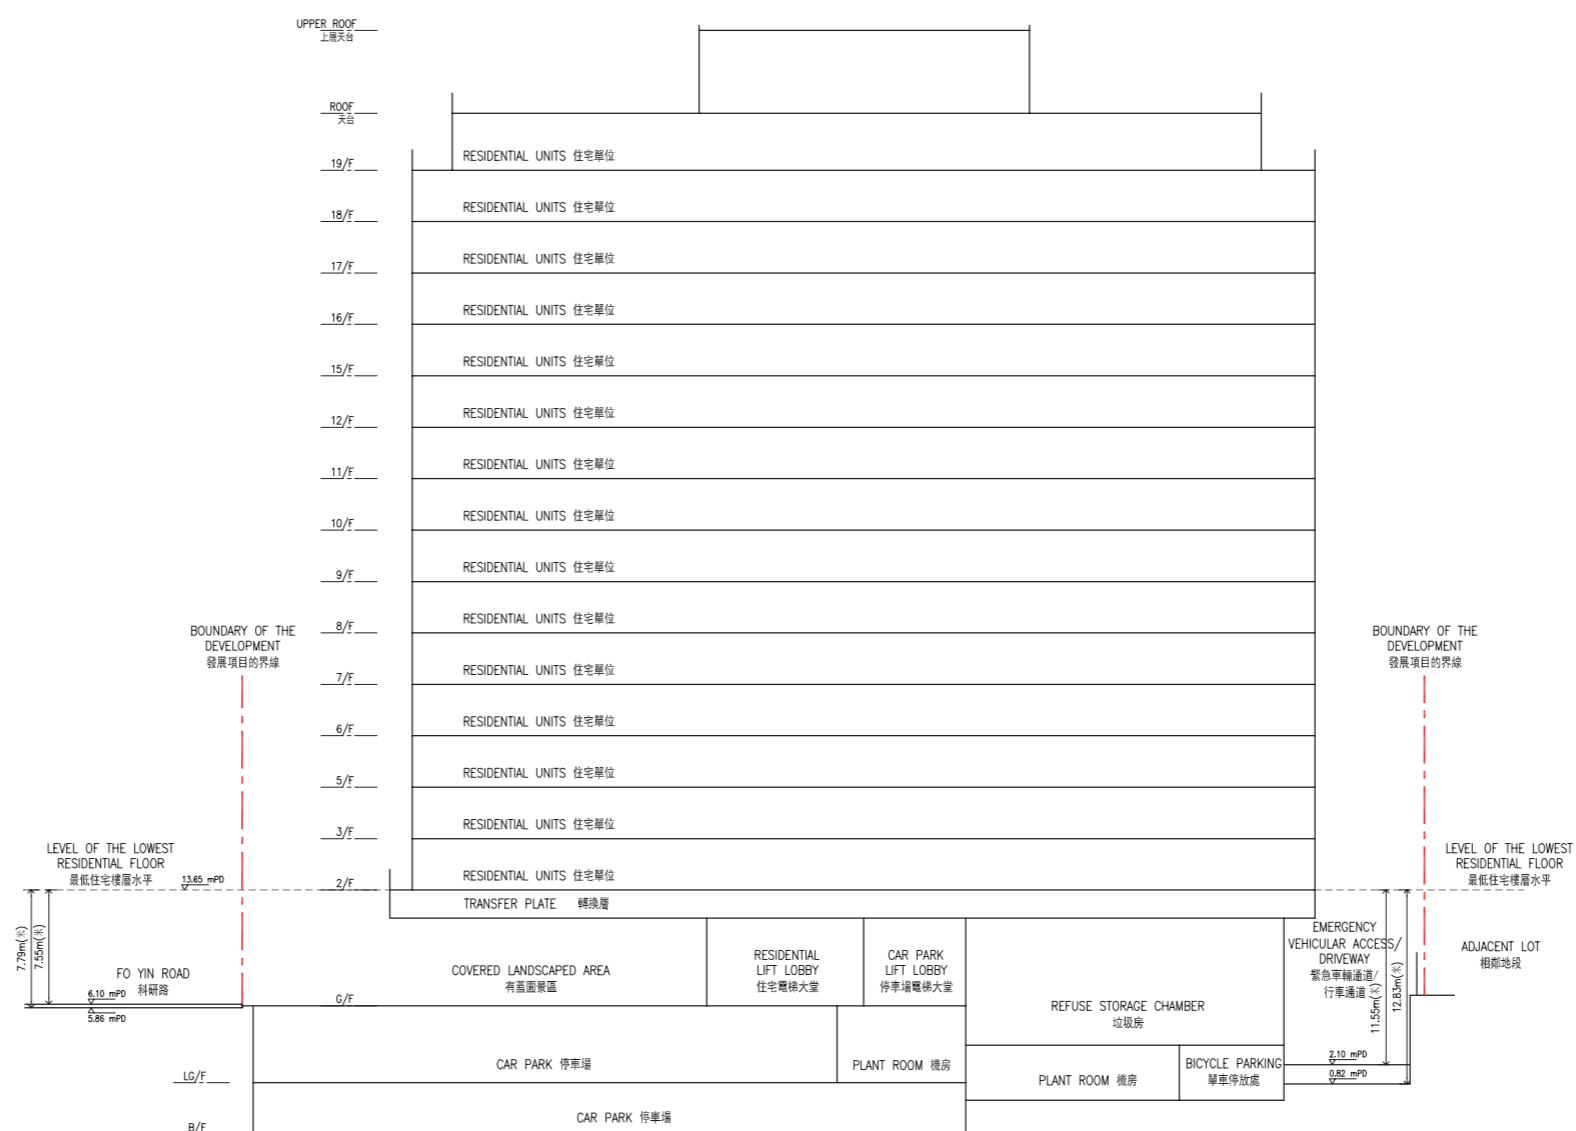 UPPER ROOF
上層天台
ROOF
天台
19/F
RESIDENTIAL UNITS 住宅單位
18/F
RESIDENTIAL UNITS 住宅單位
17/F
RESIDENTIAL UNITS 住宅單位
16/F
RESIDENTIAL UNITS 住宅單位
15/F
RESIDENTIAL UNITS 住宅單位
12/F
RESIDENTIAL UNITS 住宅單位
11/F
RESIDENTIAL UNITS 住宅單位
10/F
RESIDENTIAL UNITS 住宅單位
9/F
RESIDENTIAL UNITS 住宅單位
8/F
RESIDENTIAL UNITS 住宅單位
7/F
RESIDENTIAL UNITS 住宅單位
6/F
RESIDENTIAL UNITS 住宅單位
5/F
RESIDENTIAL UNITS 住宅單位
3/F
RESIDENTIAL UNITS 住宅單位
2/F
RESIDENTIAL UNITS 住宅單位
TRANSFER PLATE 轉換層
BOUNDARY OF THE
DEVELOPMENT
發展項目的界線
BOUNDARY OF THE
DEVELOPMENT
發展項目的界線
LEVEL OF THE LOWEST
RESIDENTIAL FLOOR
最低住宅樓層水平
13.65 mPD
LEVEL OF THE LOWEST
RESIDENTIAL FLOOR
最低住宅樓層水平
7.79m(米)
7.55m(米)
FO YIN ROAD
科研路
6.10 mPD
5.86 mPD
G/F
COVERED LANDSCAPED AREA
有蓋園景區
RESIDENTIAL
LIFT LOBBY
住宅電梯大堂
CAR PARK
LIFT LOBBY
停車場電梯大堂
REFUSE STORAGE CHAMBER
垃圾房
EMERGENCY
VEHICULAR ACCESS/
DRIVEWAY
緊急車輛通道/
行車通道
11.55m(米)
12.83m(米)
ADJACENT LOT
相鄰地段
2.10 mPD
0.82 mPD
LG/F
CAR PARK 停車場
PLANT ROOM 機房
PLANT ROOM 機房
BICYCLE PARKING
單車停放處
B/F
CAR PARK 停車場